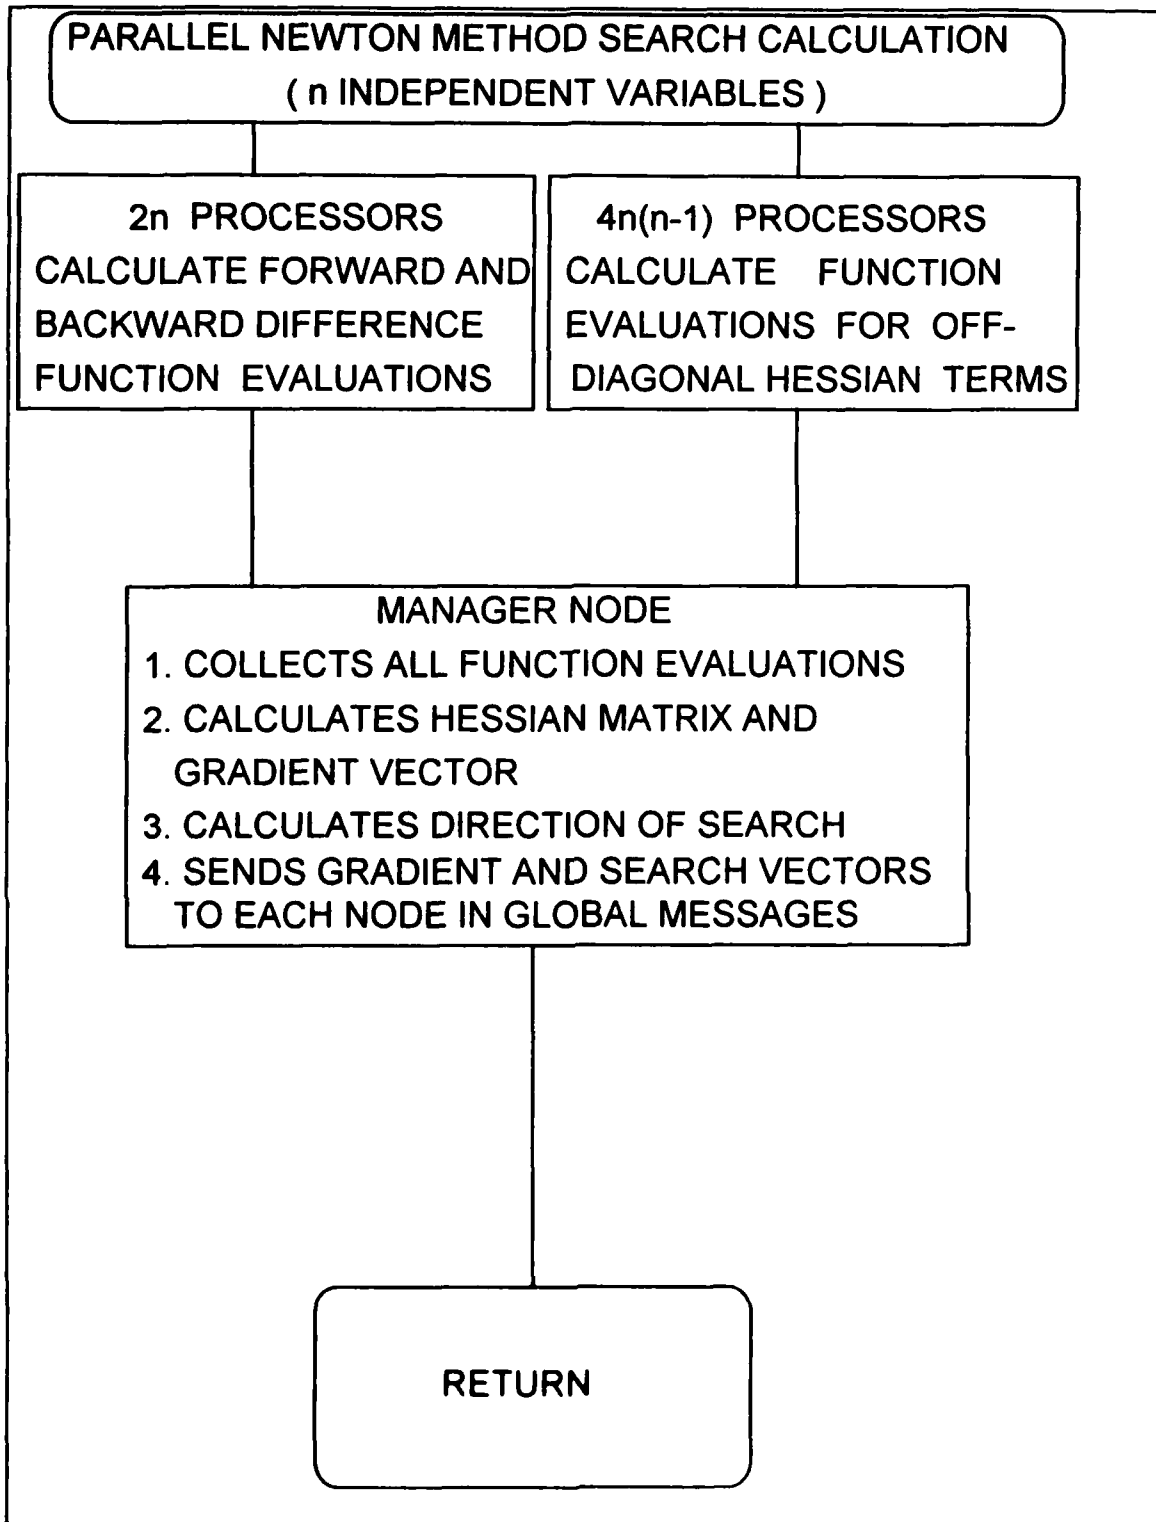 PARALLEL NEWTON METHOD SEARCH CALCULATION
( n INDEPENDENT VARIABLES )
2n PROCESSORS
CALCULATE FORWARD AND
BACKWARD DIFFERENCE
FUNCTION EVALUATIONS
4n(n-1) PROCESSORS
CALCULATE FUNCTION
EVALUATIONS FOR OFF-
DIAGONAL HESSIAN TERMS
MANAGER NODE
1. COLLECTS ALL FUNCTION EVALUATIONS
2. CALCULATES HESSIAN MATRIX AND
GRADIENT VECTOR
3. CALCULATES DIRECTION OF SEARCH
4. SENDS GRADIENT AND SEARCH VECTORS
TO EACH NODE IN GLOBAL MESSAGES
RETURN